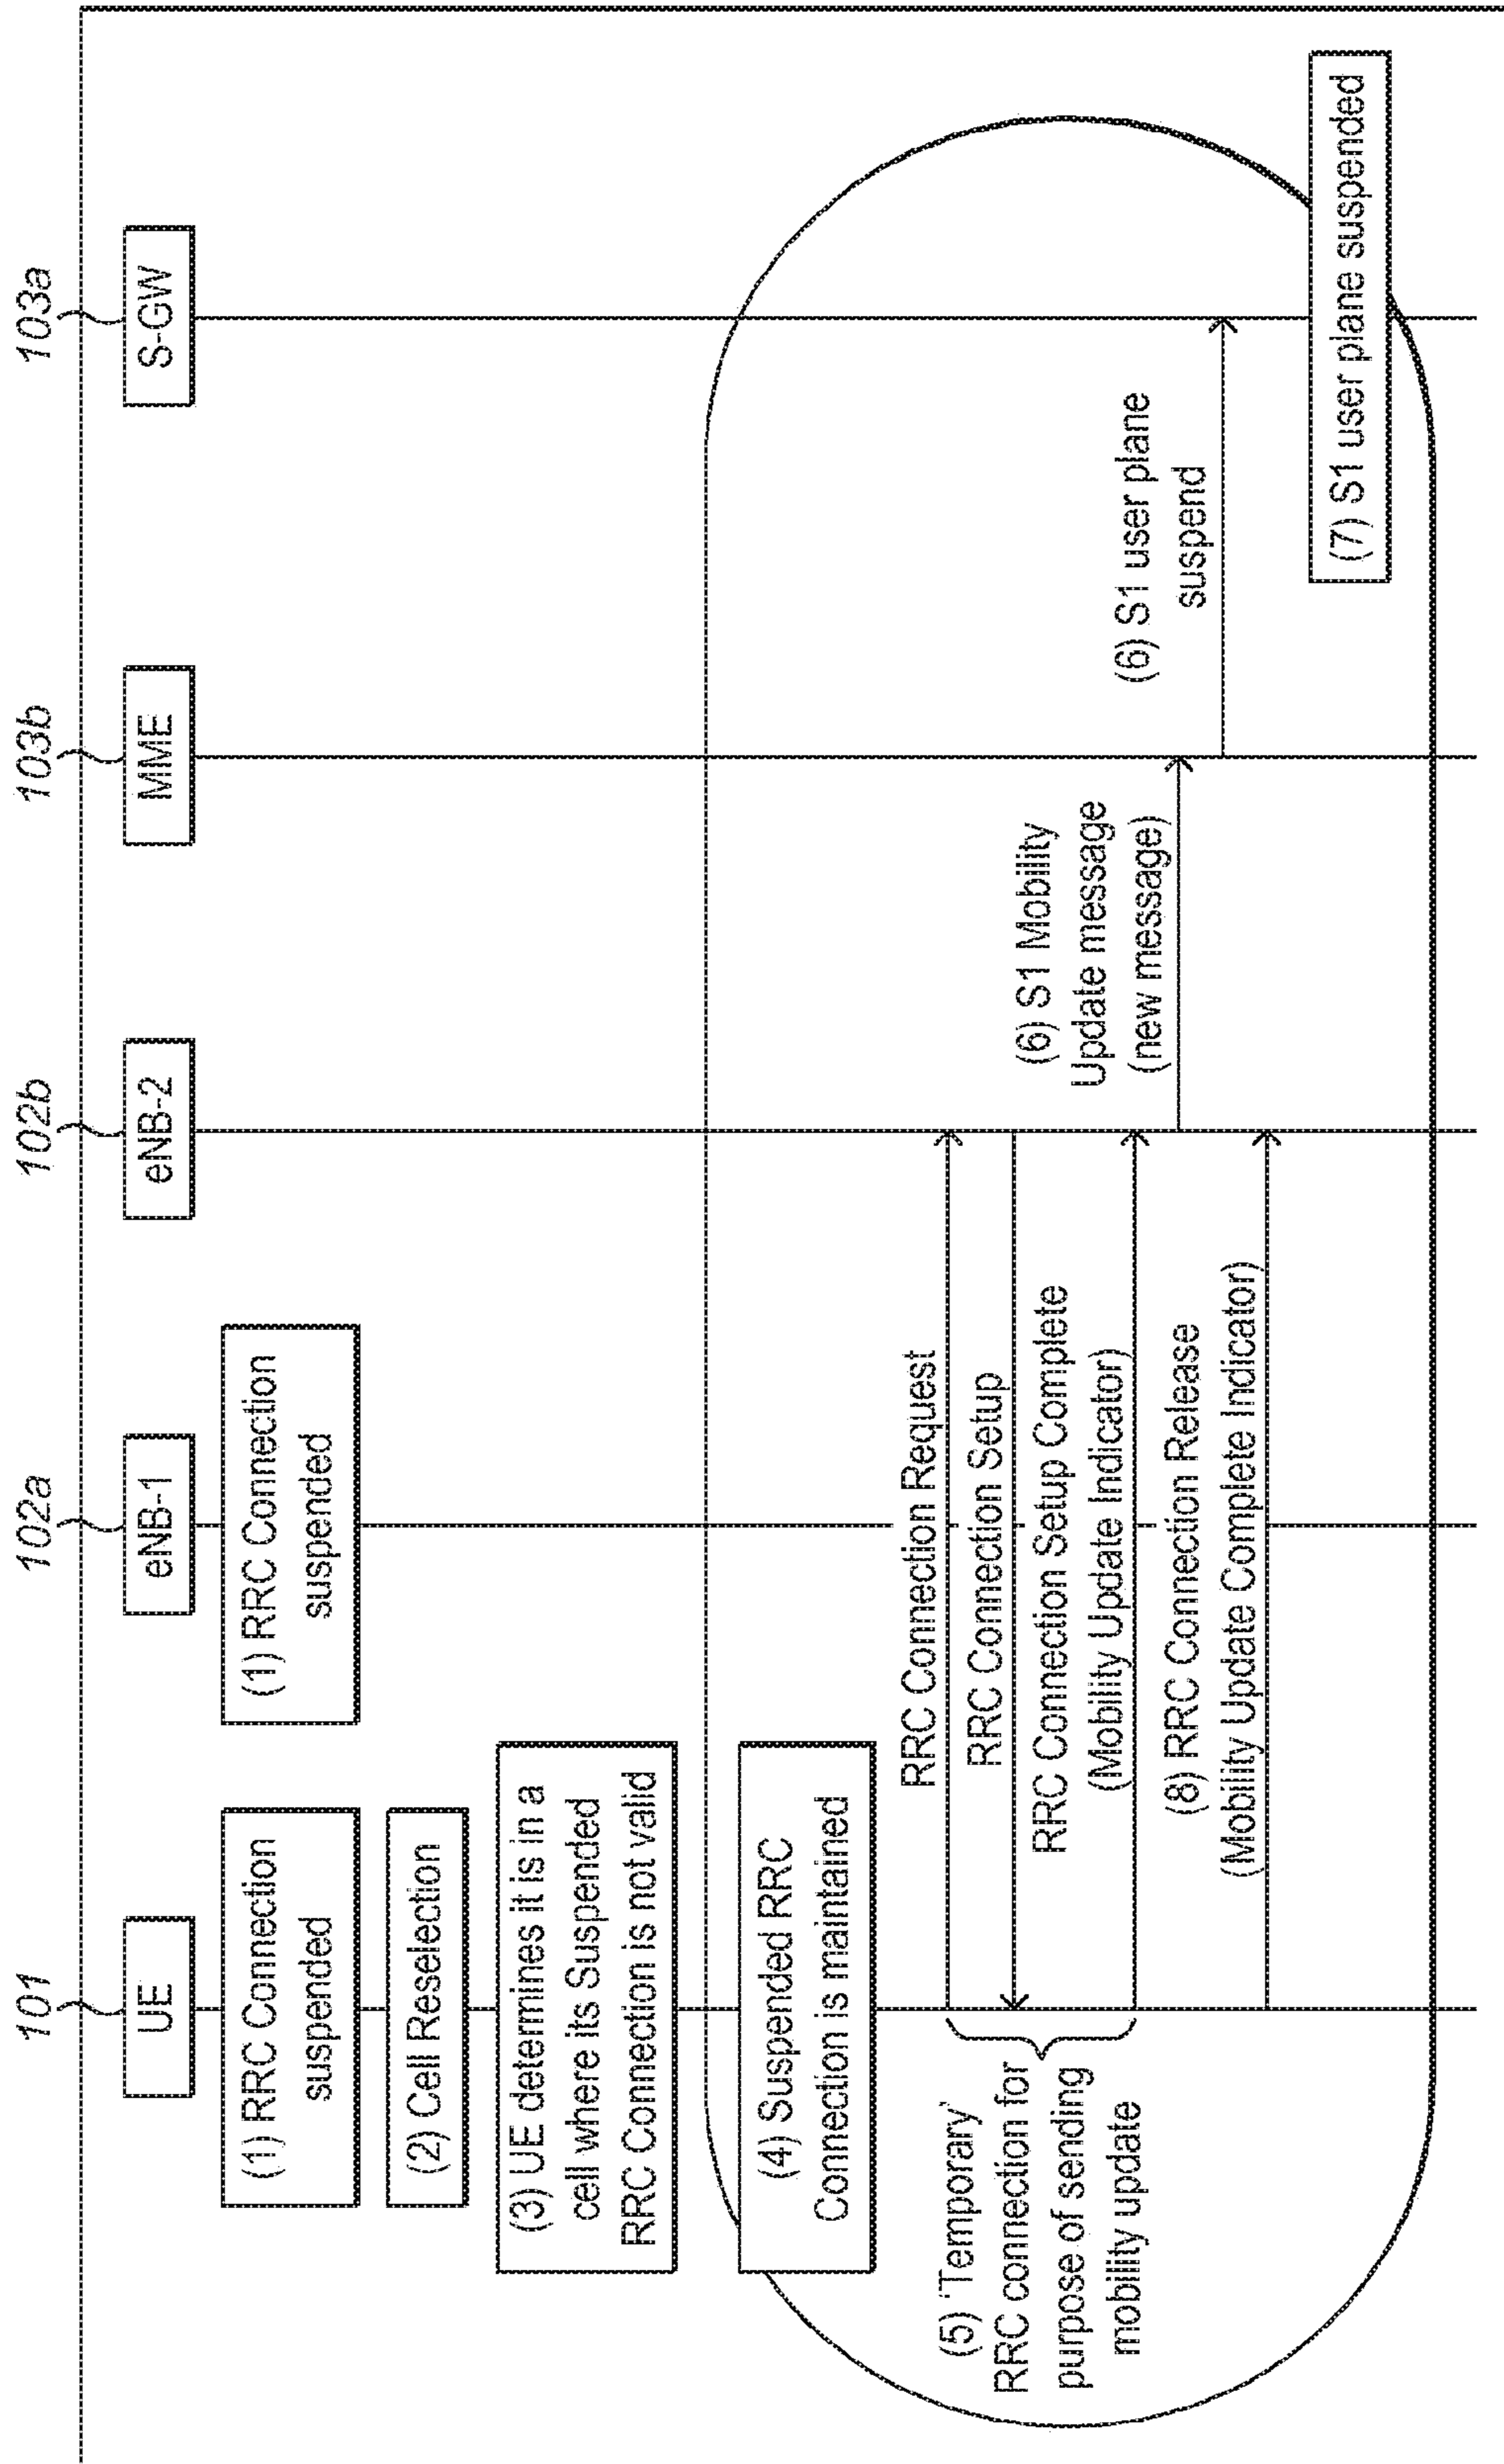 101
102a
102b
103b
103a
UE
eNB-1
eNB-2
MME
S-GW
(1) RRC Connection
suspended
(1) RRC Connection
suspended
(2) Cell Reselection
(3) UE determines it is in a
cell where its Suspended
RRC Connection is not valid
(4) Suspended RRC
Connection is maintained
(5) 'Temporary'
RRC connection for
purpose of sending
mobility update
RRC Connection Request
RRC Connection Setup
RRC Connection Setup Complete
(Mobility Update Indicator)
(6) S1 Mobility
Update message
(new message)
(6) S1 user plane
suspend
(8) RRC Connection Release
(Mobility Update Complete Indicator)
(7) S1 user plane suspended